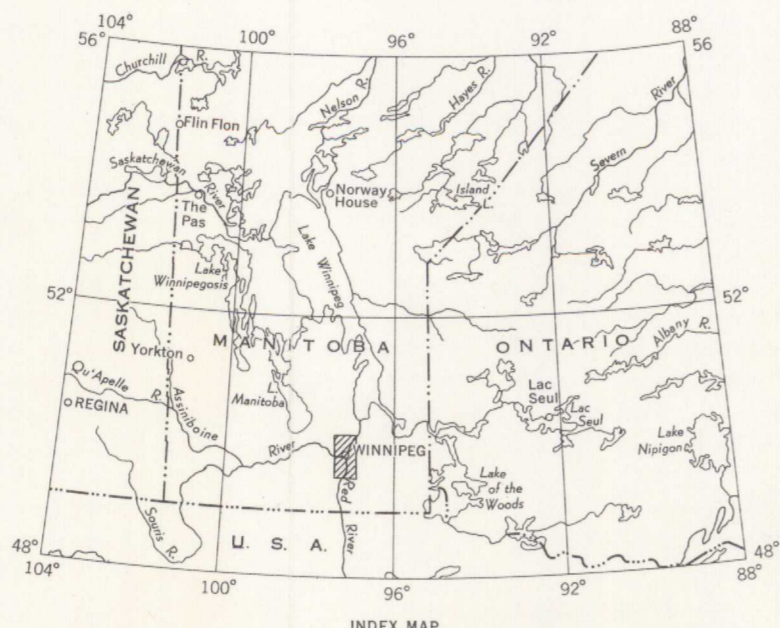 104°
100°
96°
92°
88°
56°
56
Churchill R.
Nelson R.
Hayes R.
River
Severn
Flin Flon
Saskatchewan
River
The
Pas
Norway
House
Island
L.
SASKATCHEWAN
Lake Winnipeg
Lake
Winnipegosis
52°
52°
MANITOBA
ONTARIO
Albany R.
Yorkton
Qu'Apelle R.
REGINA
Assiniboine
River
L.
Manitoba
Lac
Seul
Lac
Seul
Lake
Nipigon
WINNIPEG
Lake
of the
Woods
Red
River
Souris R.
U. S. A.
48°
48°
104°
100°
96°
92°
88°
INDEX MAP